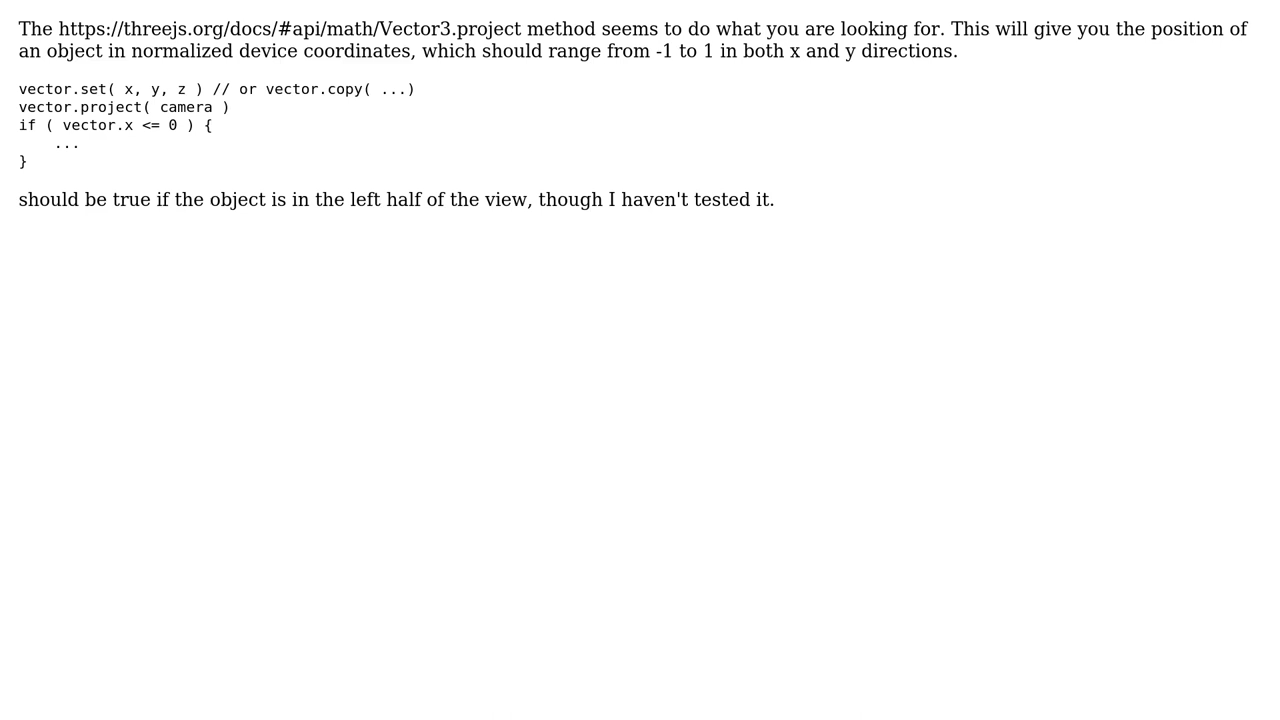 The https://threejs.org/docs/#api/math/Vector3.project method seems to do what you are looking for. This will give you the position of
an object in normalized device coordinates, which should range from -1 to 1 in both x and y directions.
vector.set( x, y, z ) // or vector.copy( ...)
vector.project( camera )
if ( vector.x <= 0 ) {
    ...
}
should be true if the object is in the left half of the view, though I haven't tested it.